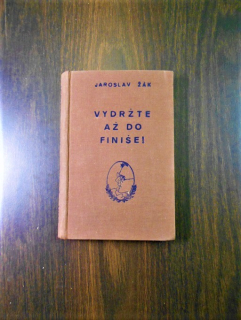 JAROSLAV ŽÁK
VYDRŽTE
AŽ DO
FINIŠE!